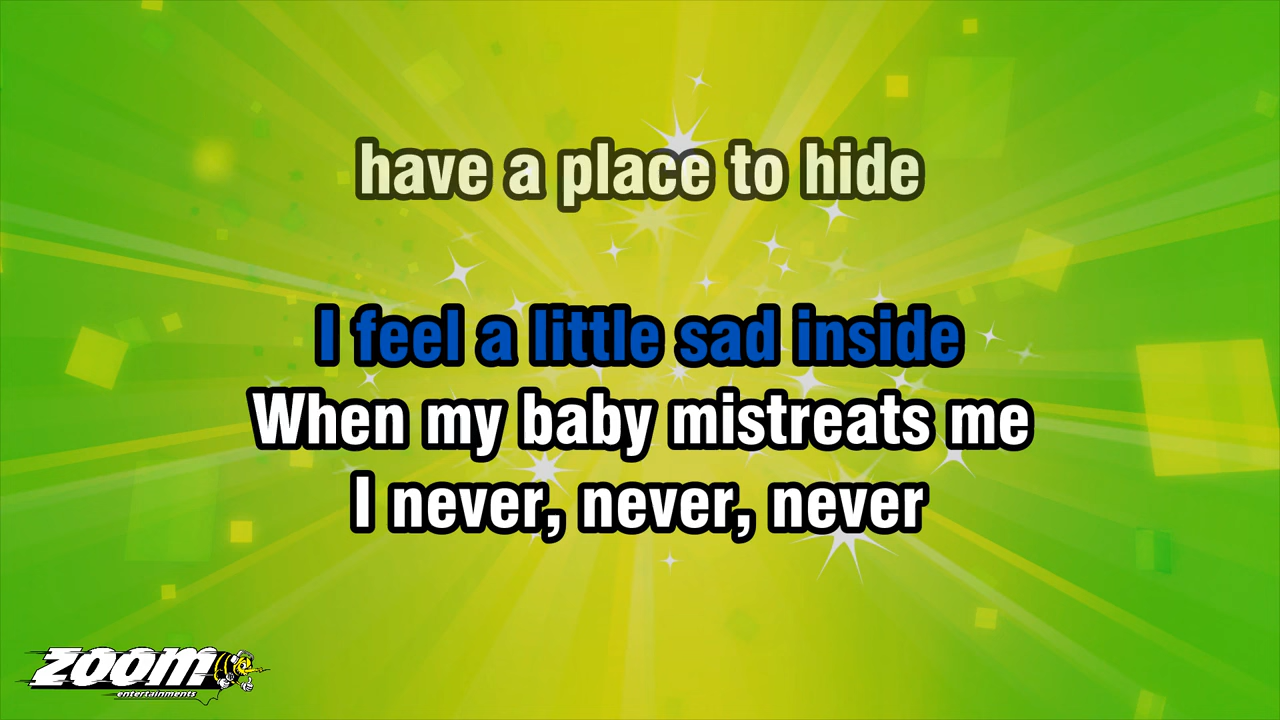 have a place to hide
I feel a little sad inside
When my baby mistreats me
I never, never, never
ZOOM
entertainments